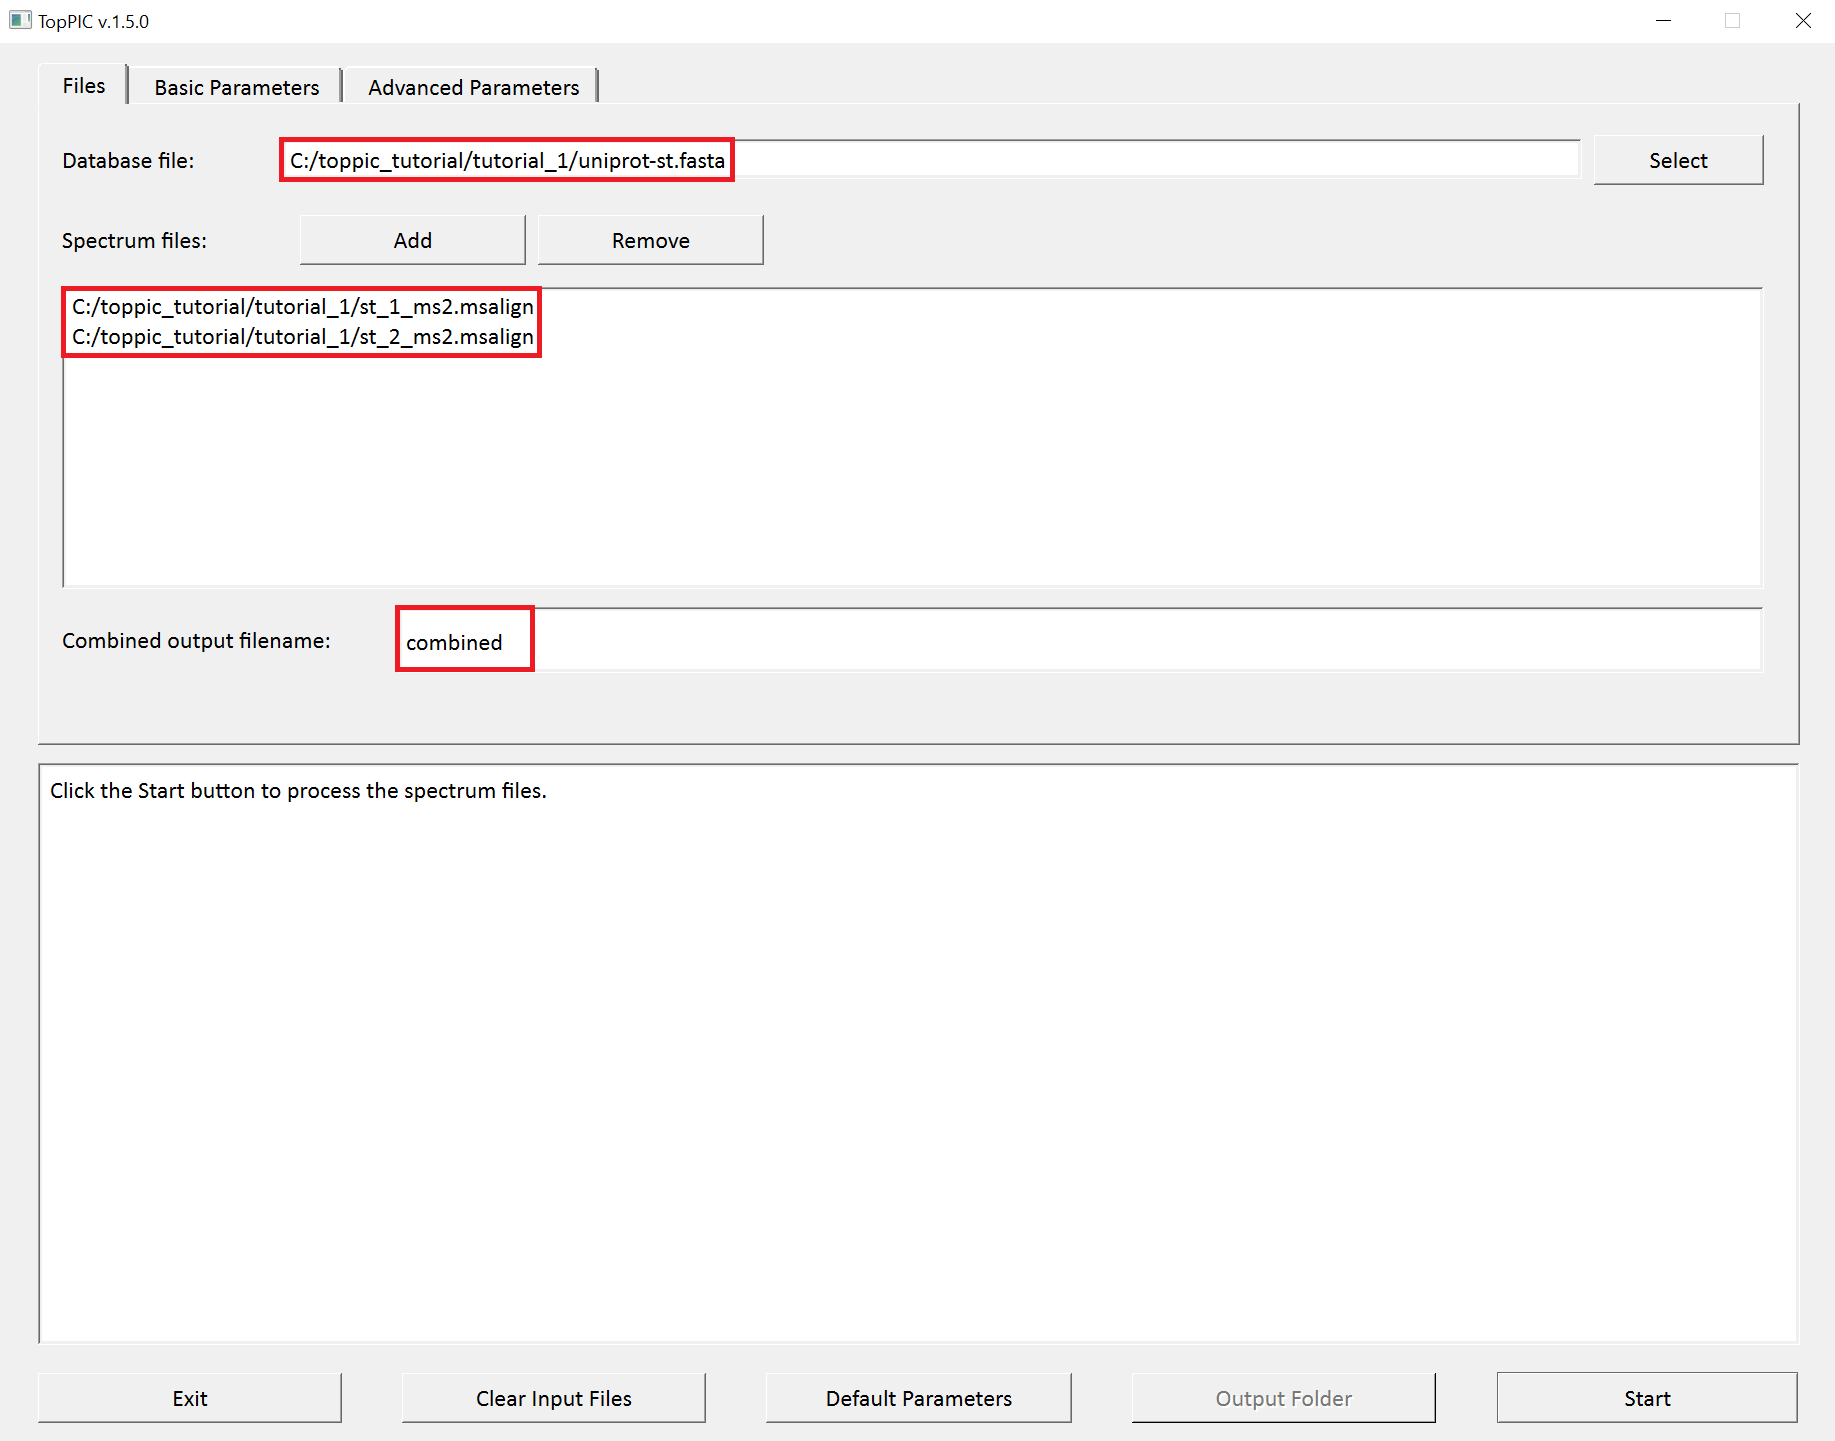 TopPIC v.1.5.0
Files
Basic Parameters
Advanced Parameters
Database file:
C:/toppic_tutorial/tutorial_1/uniprot-st.fasta
Select
Spectrum files:
Add
Remove
C:/toppic_tutorial/tutorial_1/st_1_ms2.msalign
C:/toppic_tutorial/tutorial_1/st_2_ms2.msalign
Combined output filename:
combined
Click the Start button to process the spectrum files.
Exit
Clear Input Files
Default Parameters
Output Folder
Start